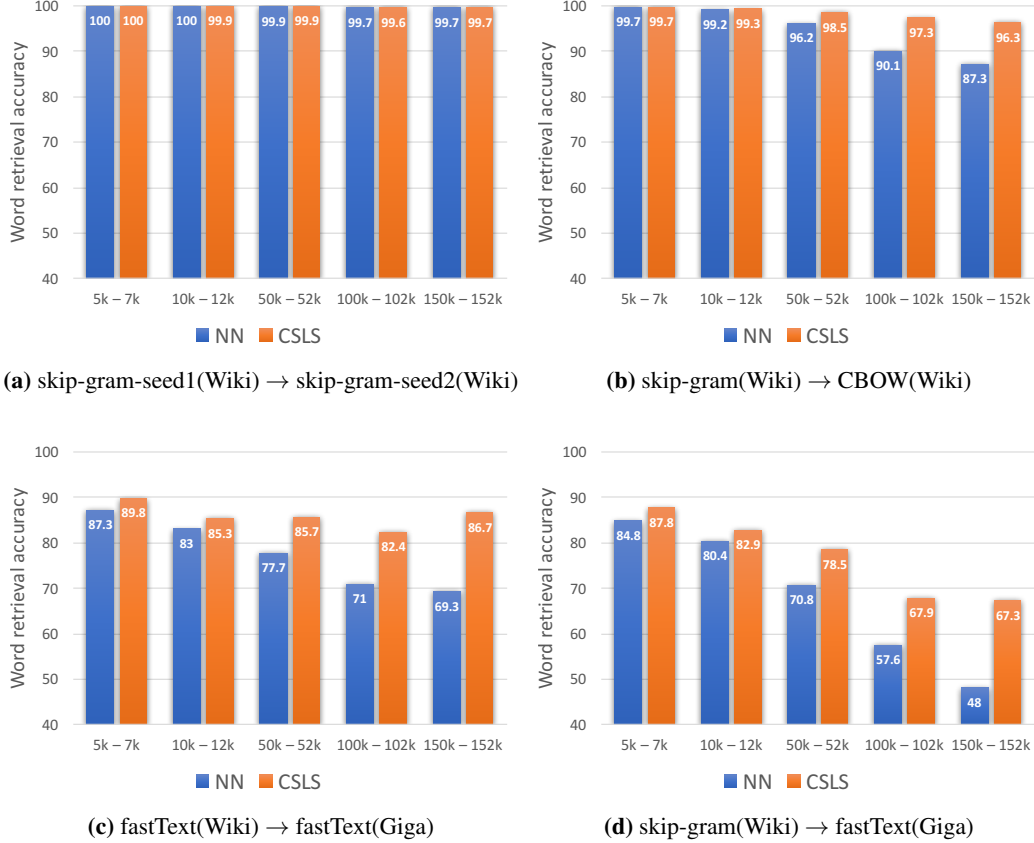 100 100 100 99.9 99.9 99.9 99.7 99.6 99.7 99.7
99.7 99.7 99.2 99.3 96.2 98.5 90.1 97.3 87.3 96.3
Word retrieval accuracy
100
90
80
70
60
50
40
5k – 7k 10k – 12k 50k – 52k 100k – 102k 150k – 152k
NN CSLS
(a) skip-gram-seed1(Wiki) → skip-gram-seed2(Wiki)
Word retrieval accuracy
100
90
80
70
60
50
40
5k – 7k 10k – 12k 50k – 52k 100k – 102k 150k – 152k
NN CSLS
(b) skip-gram(Wiki) → CBOW(Wiki)
Word retrieval accuracy
100
90
80
70
60
50
40
87.3 89.8 83 85.3 77.7 85.7 71 82.4 69.3 86.7
5k – 7k 10k – 12k 50k – 52k 100k – 102k 150k – 152k
NN CSLS
(c) fastText(Wiki) → fastText(Giga)
Word retrieval accuracy
100
90
80
70
60
50
40
84.8 87.8 80.4 82.9 70.8 78.5 57.6 67.9 48 67.3
5k – 7k 10k – 12k 50k – 52k 100k – 102k 150k – 152k
NN CSLS
(d) skip-gram(Wiki) → fastText(Giga)